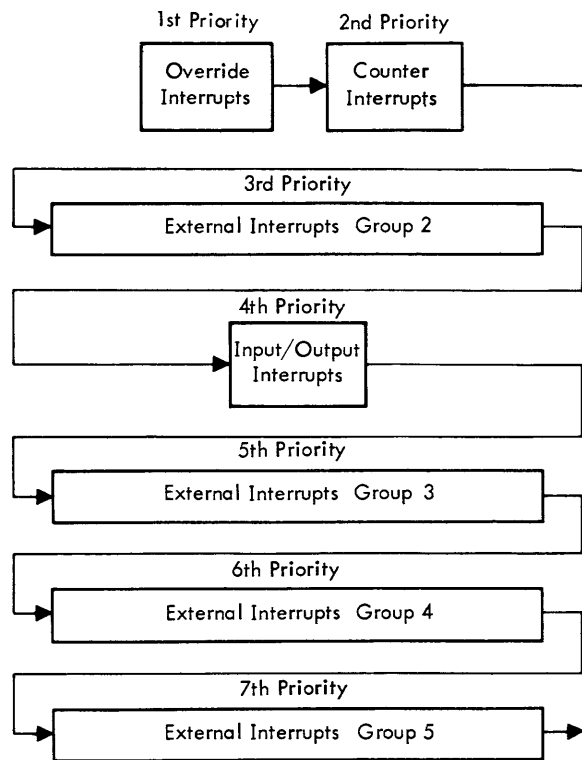 1st Priority
2nd Priority
Override
Interrupts
Counter
Interrupts
3rd Priority
External Interrupts Group 2
4th Priority
Input/Output
Interrupts
5th Priority
External Interrupts Group 3
6th Priority
External Interrupts Group 4
7th Priority
External Interrupts Group 5